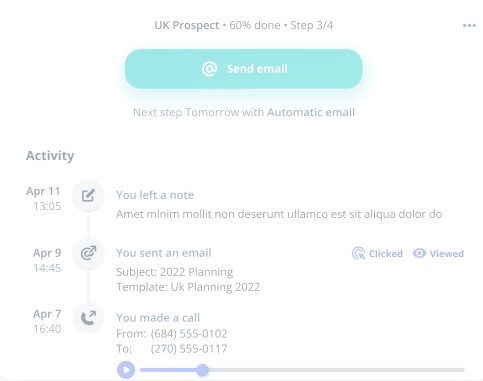 UK Prospect • 60% done • Step 3/4
Send email
Next step Tomorrow with Automatic email
Activity
Apr 11
13:05
You left a note
Amet minim mollit non deserunt ullamco est sit aliqua dolor do
Apr 9
14:45
You sent an email
Clicked
Viewed
Subject: 2022 Planning
Template: Uk Planning 2022
Apr 7
16:40
You made a call
From: (684) 555-0102
To: (270) 555-0117